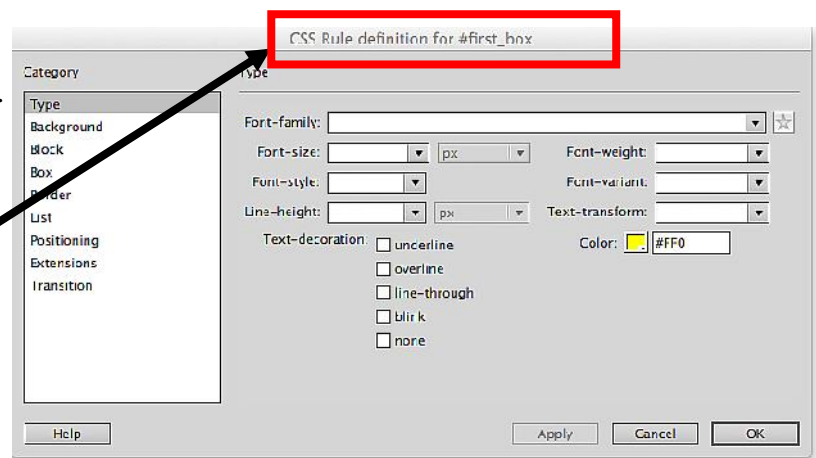 CSS Rule definition for #first_box
Category
Type
Type
Background
Block
Box
Border
List
Positioning
Extensions
Transition
Font-family:
Font-size: px Font-weight:
Font-style: Font-variant:
Line-height: px Text-transform:
Text-decoration: underline Color: #FF0
overline
line-through
blink
none
Help Apply Cancel OK